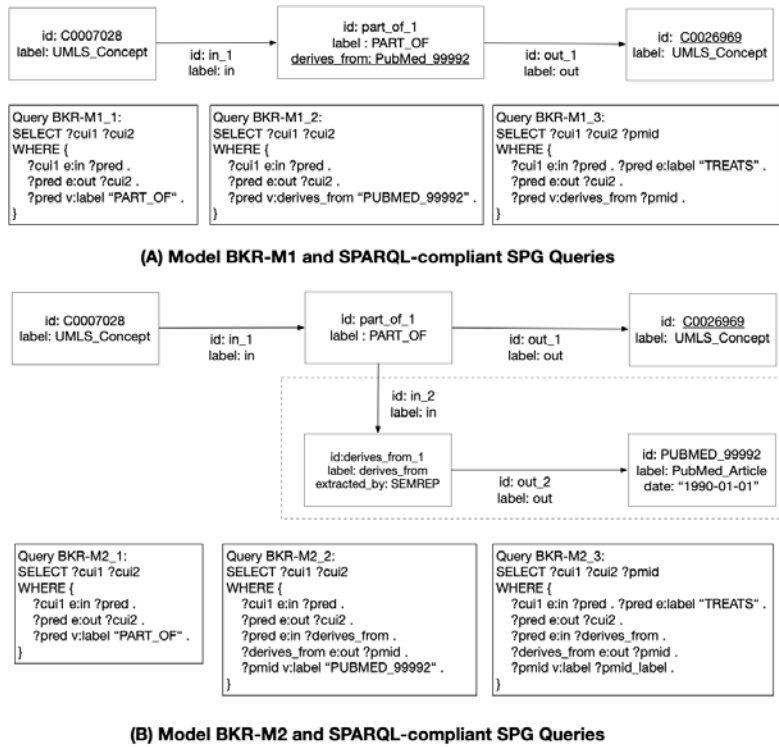 id: C0007028
label: UMLS_Concept
id: in_1
label: in
id: part_of_1
label : PART_OF
derives_from: PubMed_99992
id: out_1
label: out
id: C0026969
label: UMLS_Concept
Query BKR-M1_1:
SELECT ?cui1 ?cui2
WHERE {
?cui1 e:in ?pred .
?pred e:out ?cui2 .
?pred v:label "PART_OF" .
}
Query BKR-M1_2:
SELECT ?cui1 ?cui2
WHERE {
?cui1 e:in ?pred .
?pred e:out ?cui2 .
?pred v:derives_from "PUBMED_99992" .
}
Query BKR-M1_3:
SELECT ?cui1 ?cui2 ?pmid
WHERE {
?cui1 e:in ?pred . ?pred e:label "TREATS" .
?pred e:out ?cui2 .
?pred v:derives_from ?pmid .
}
(A) Model BKR-M1 and SPARQL-compliant SPG Queries
id: C0007028
label: UMLS_Concept
id: in_1
label: in
id: part_of_1
label : PART_OF
id: out_1
label: out
id: C0026969
label: UMLS_Concept
id: in_2
label: in
id:derives_from_1
label: derives_from
extracted_by: SEMREP
id: out_2
label: out
id: PUBMED_99992
label: PubMed_Article
date: "1990-01-01"
Query BKR-M2_1:
SELECT ?cui1 ?cui2
WHERE {
?cui1 e:in ?pred .
?pred e:out ?cui2 .
?pred v:label "PART_OF" .
}
Query BKR-M2_2:
SELECT ?cui1 ?cui2
WHERE {
?cui1 e:in ?pred .
?pred e:out ?cui2 .
?pred e:in ?derives_from .
?derives_from e:out ?pmid .
?pmid v:label "PUBMED_99992" .
}
Query BKR-M2_3:
SELECT ?cui1 ?cui2 ?pmid
WHERE {
?cui1 e:in ?pred . ?pred e:label "TREATS" .
?pred e:out ?cui2 .
?pred e:in ?derives_from .
?derives_from e:out ?pmid .
?pmid v:label ?pmid_label .
}
(B) Model BKR-M2 and SPARQL-compliant SPG Queries